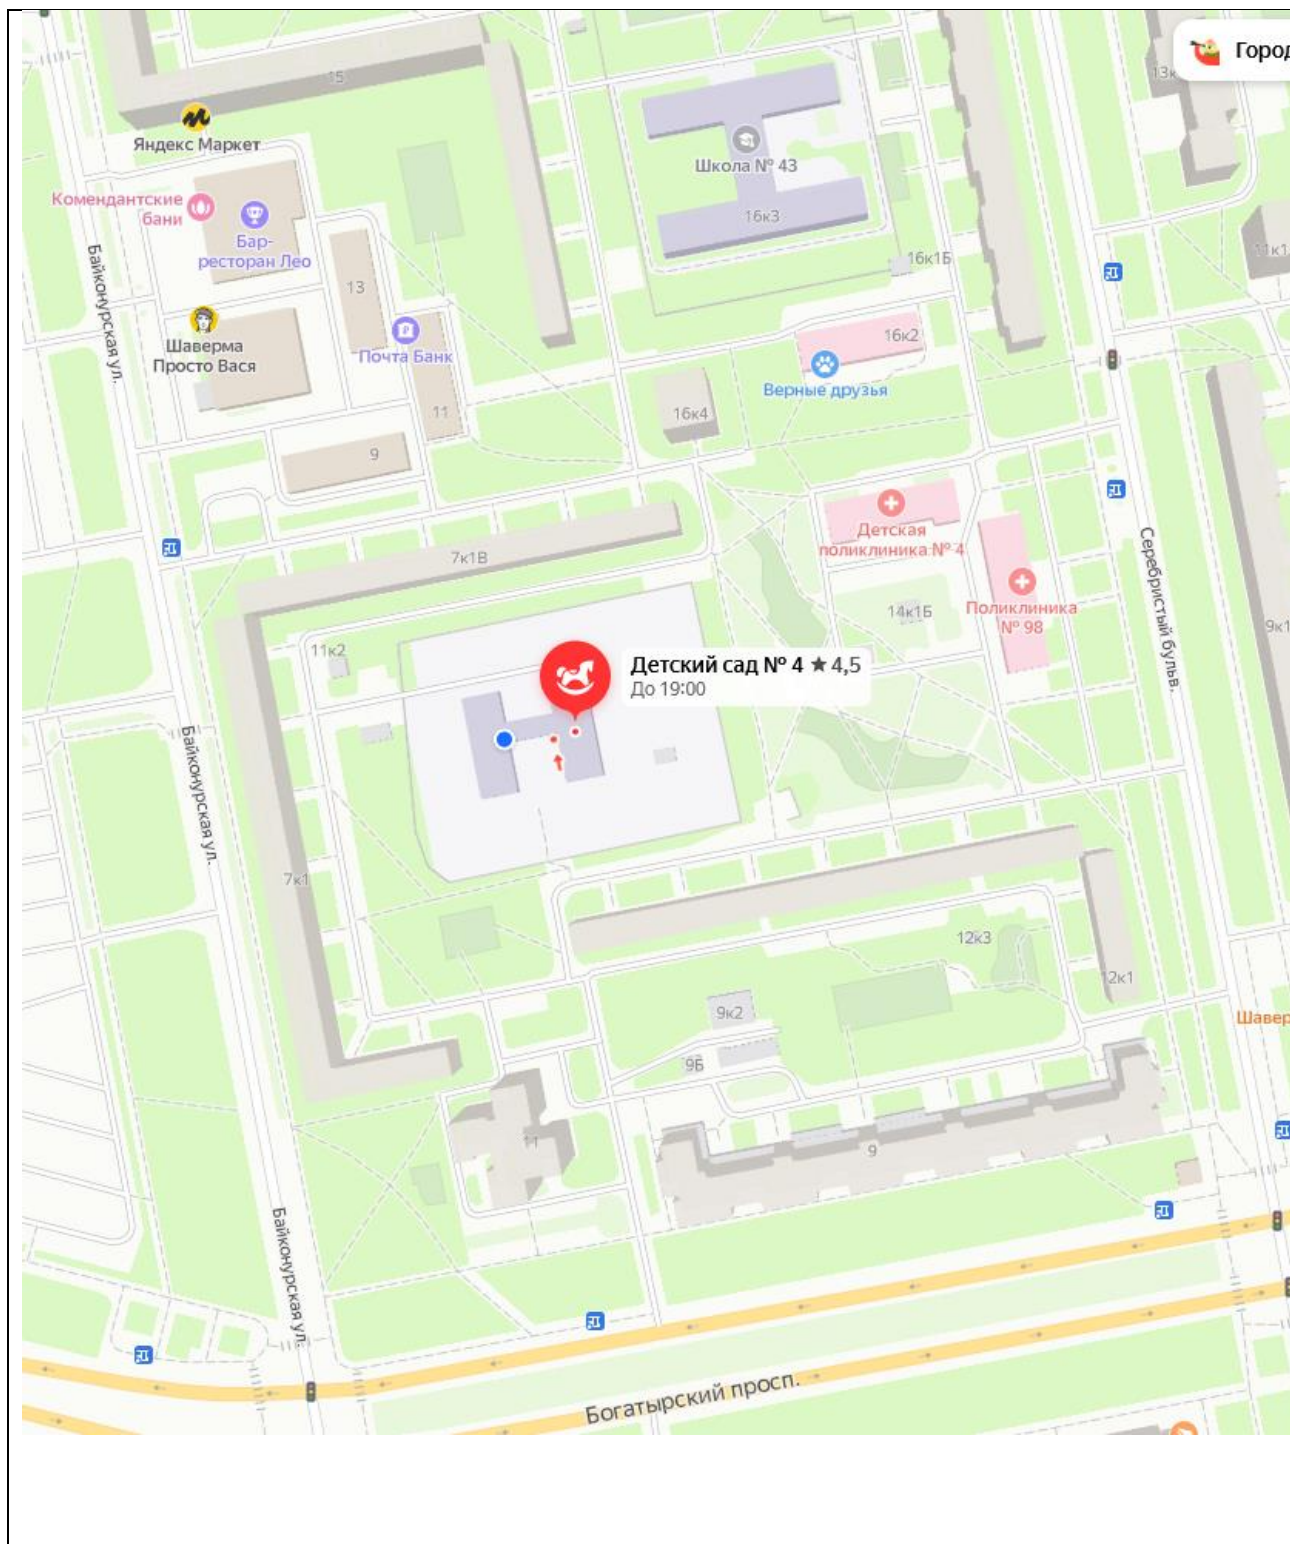 Город
13к
15
Яндекс Маркет
Школа № 43
Комендантские
бани
16к3
Бар-
ресторан Лео
Байконурская ул.
16к1Б
11к1
13
Шаверма
Просто Вася
Почта Банк
16к2
Верные друзья
11
16к4
9
Детская
поликлиника № 4
7к1В
Серебристый бульв.
14к1Б
Поликлиника
№ 98
9к1
11к2
Детский сад № 4 ★ 4,5
До 19:00
Байконурская ул.
7к1
12к3
12к1
9к2
Шавер
9Б
11
9
Байконурская ул.
Богатырский просп.